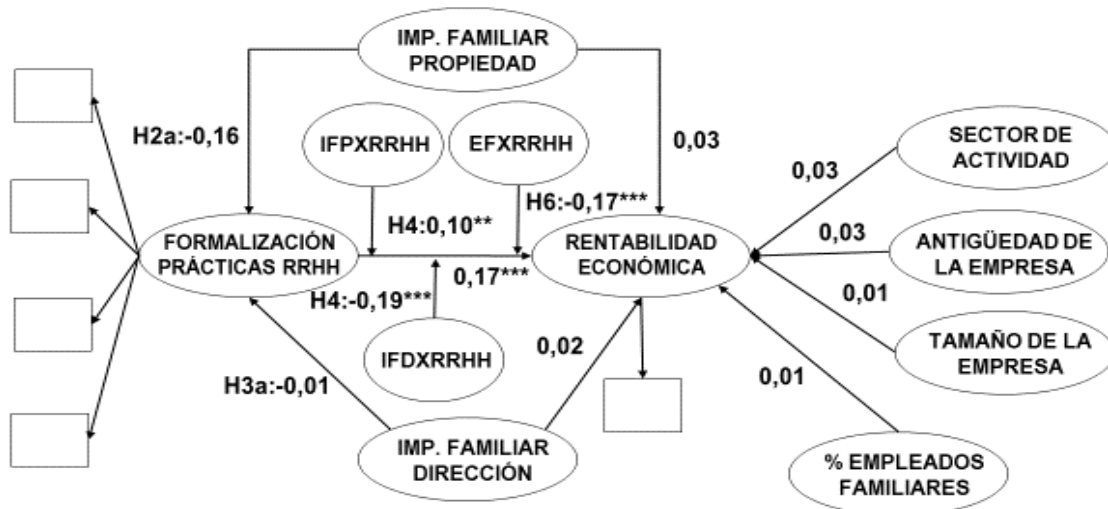 IMP. FAMILIAR
PROPIEDAD
H2a:-0,16
IFPXRRHH
EFXRRHH
0,03
SECTOR DE
ACTIVIDAD
0,03
H4:0,10**
H6:-0,17***
FORMALIZACIÓN
PRÁCTICAS RRHH
RENTABILIDAD
ECONÓMICA
0,03
ANTIGÜEDAD DE
LA EMPRESA
0,17***
H4:-0,19***
0,01
TAMAÑO DE LA
EMPRESA
IFDXRRHH
0,02
H3a:-0,01
0,01
IMP. FAMILIAR
DIRECCIÓN
% EMPLEADOS
FAMILIARES